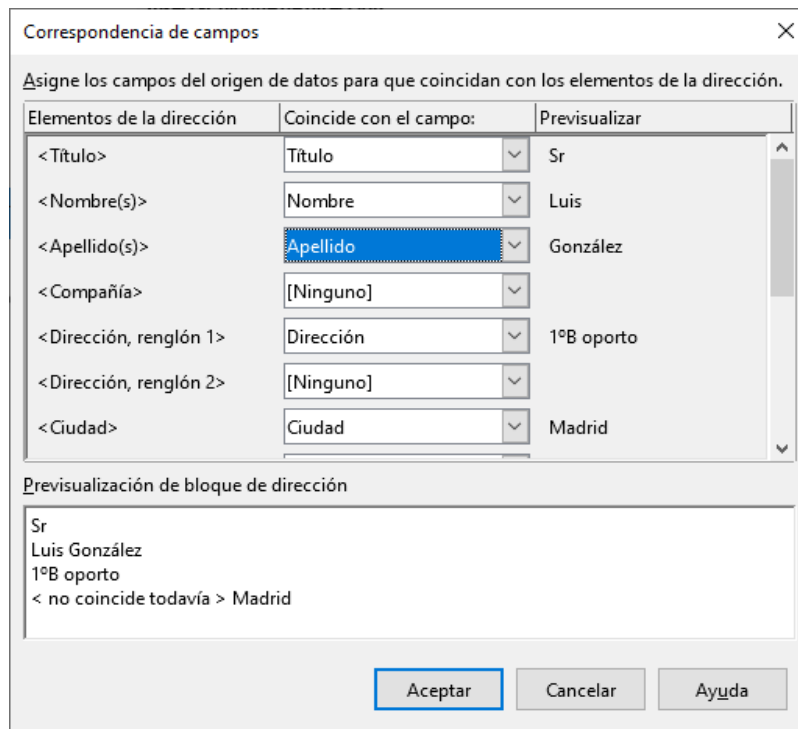 Correspondencia de campos
Asigne los campos del origen de datos para que coincidan con los elementos de la dirección.
Elementos de la dirección Coincide con el campo: Previsualizar
<Título> Título Sr
<Nombre(s)> Nombre Luis
<Apellido(s)> Apellido González
<Compañía> [Ninguno]
<Dirección, renglón 1> Dirección 1ºB oporto
<Dirección, renglón 2> [Ninguno]
<Ciudad> Ciudad Madrid
Previsualización de bloque de dirección
Sr
Luis González
1ºB oporto
< no coincide todavía > Madrid
Aceptar Cancelar Ayuda